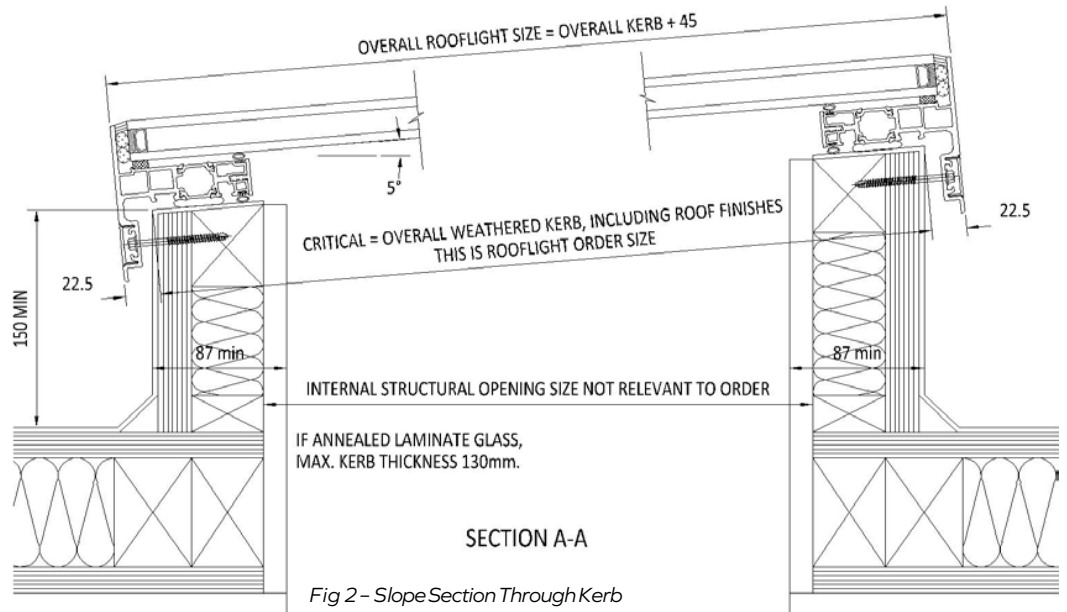 OVERALL ROOFLIGHT SIZE = OVERALL KERB + 45
5°
22.5
CRITICAL = OVERALL WEATHERED KERB, INCLUDING ROOF FINISHES
THIS IS ROOFLIGHT ORDER SIZE
22.5
150 MIN
87 min
87 min
INTERNAL STRUCTURAL OPENING SIZE NOT RELEVANT TO ORDER
IF ANNEALED LAMINATE GLASS,
MAX. KERB THICKNESS 130mm.
SECTION A-A
Fig 2 – Slope Section Through Kerb